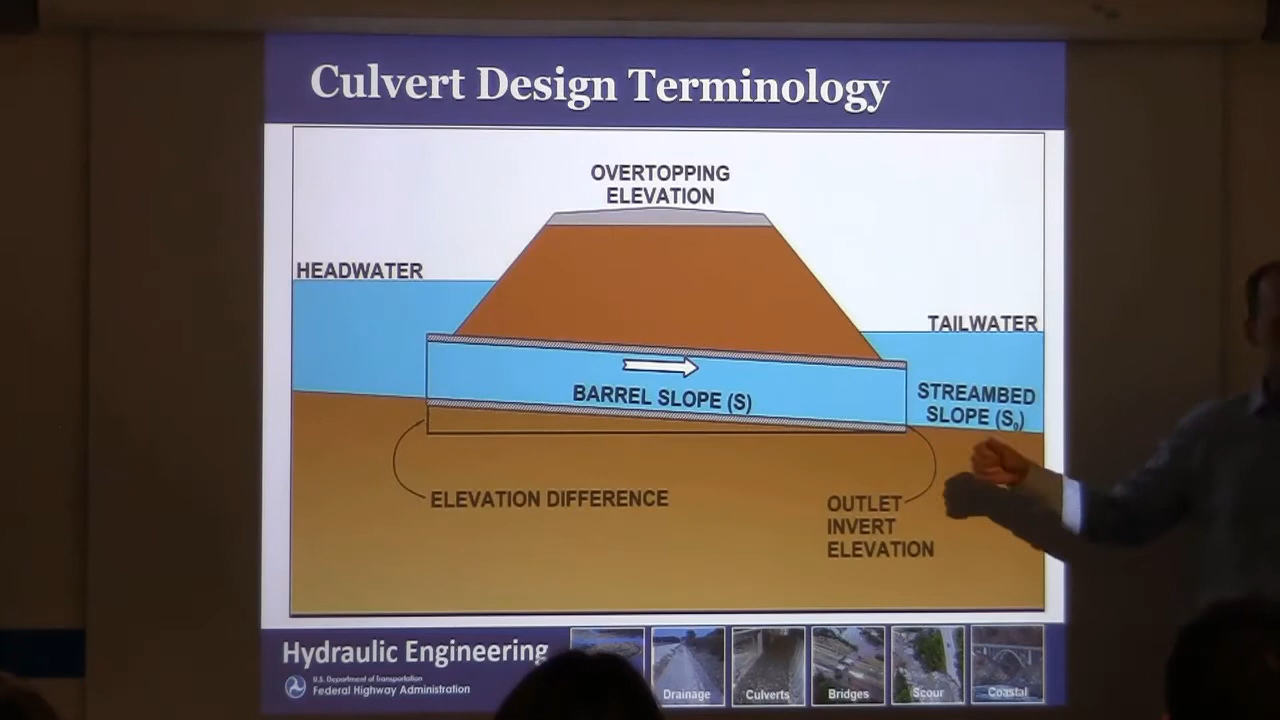 Culvert Design Terminology
OVERTOPPING
ELEVATION
HEADWATER
TAILWATER
BARREL SLOPE (S)
STREAMBED
SLOPE (S₀)
ELEVATION DIFFERENCE
OUTLET
INVERT
ELEVATION
Hydraulic Engineering
U.S. Department of Transportation
Federal Highway Administration
Drainage
Culverts
Bridges
Scour
Coastal